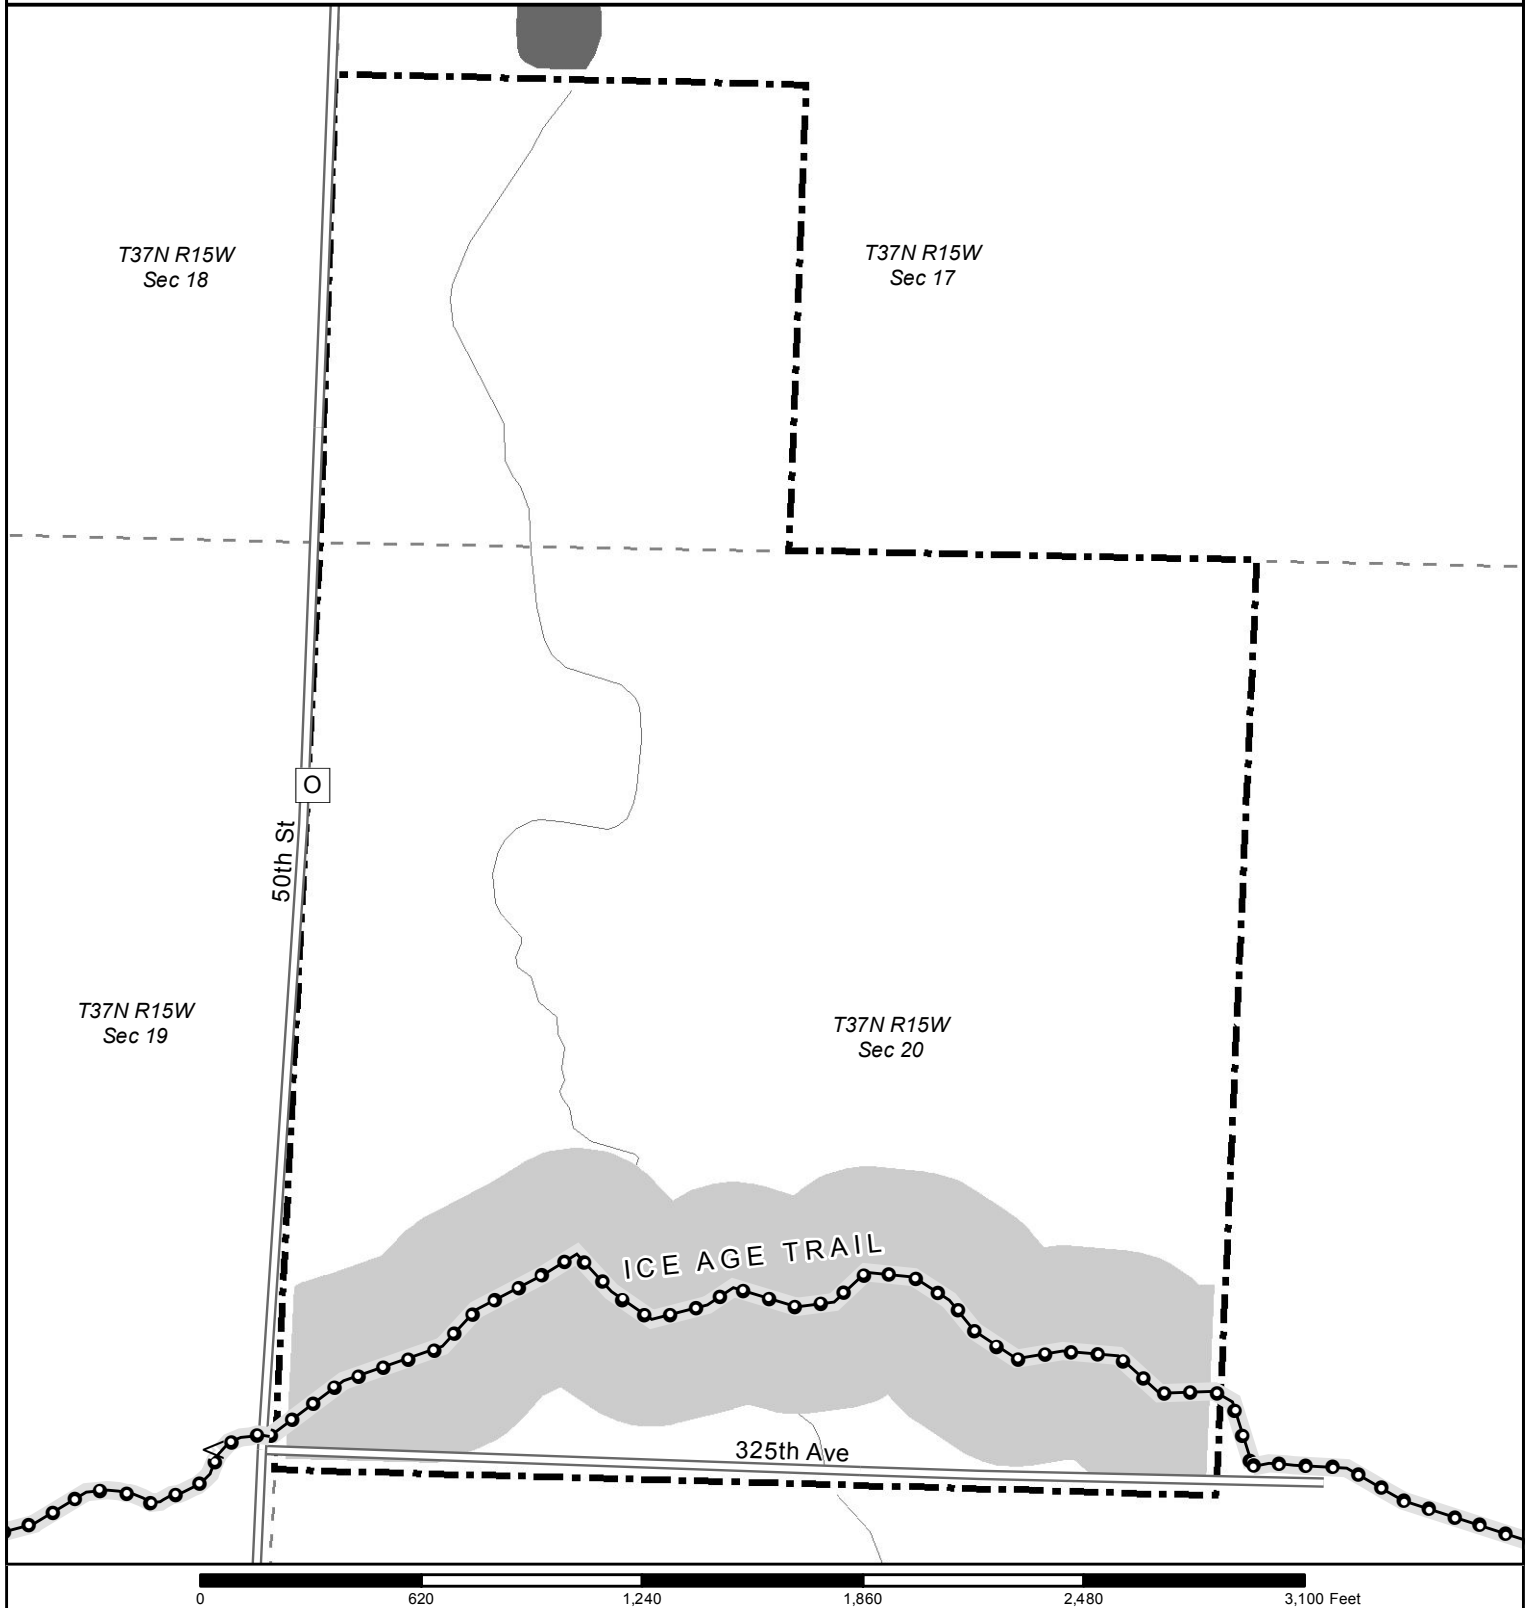 T37N R15W
Sec 18
T37N R15W
Sec 17
O
50th St
T37N R15W
Sec 19
T37N R15W
Sec 20
ICE AGE TRAIL
325th Ave
0 620 1,240 1,860 2,480 3,100 Feet